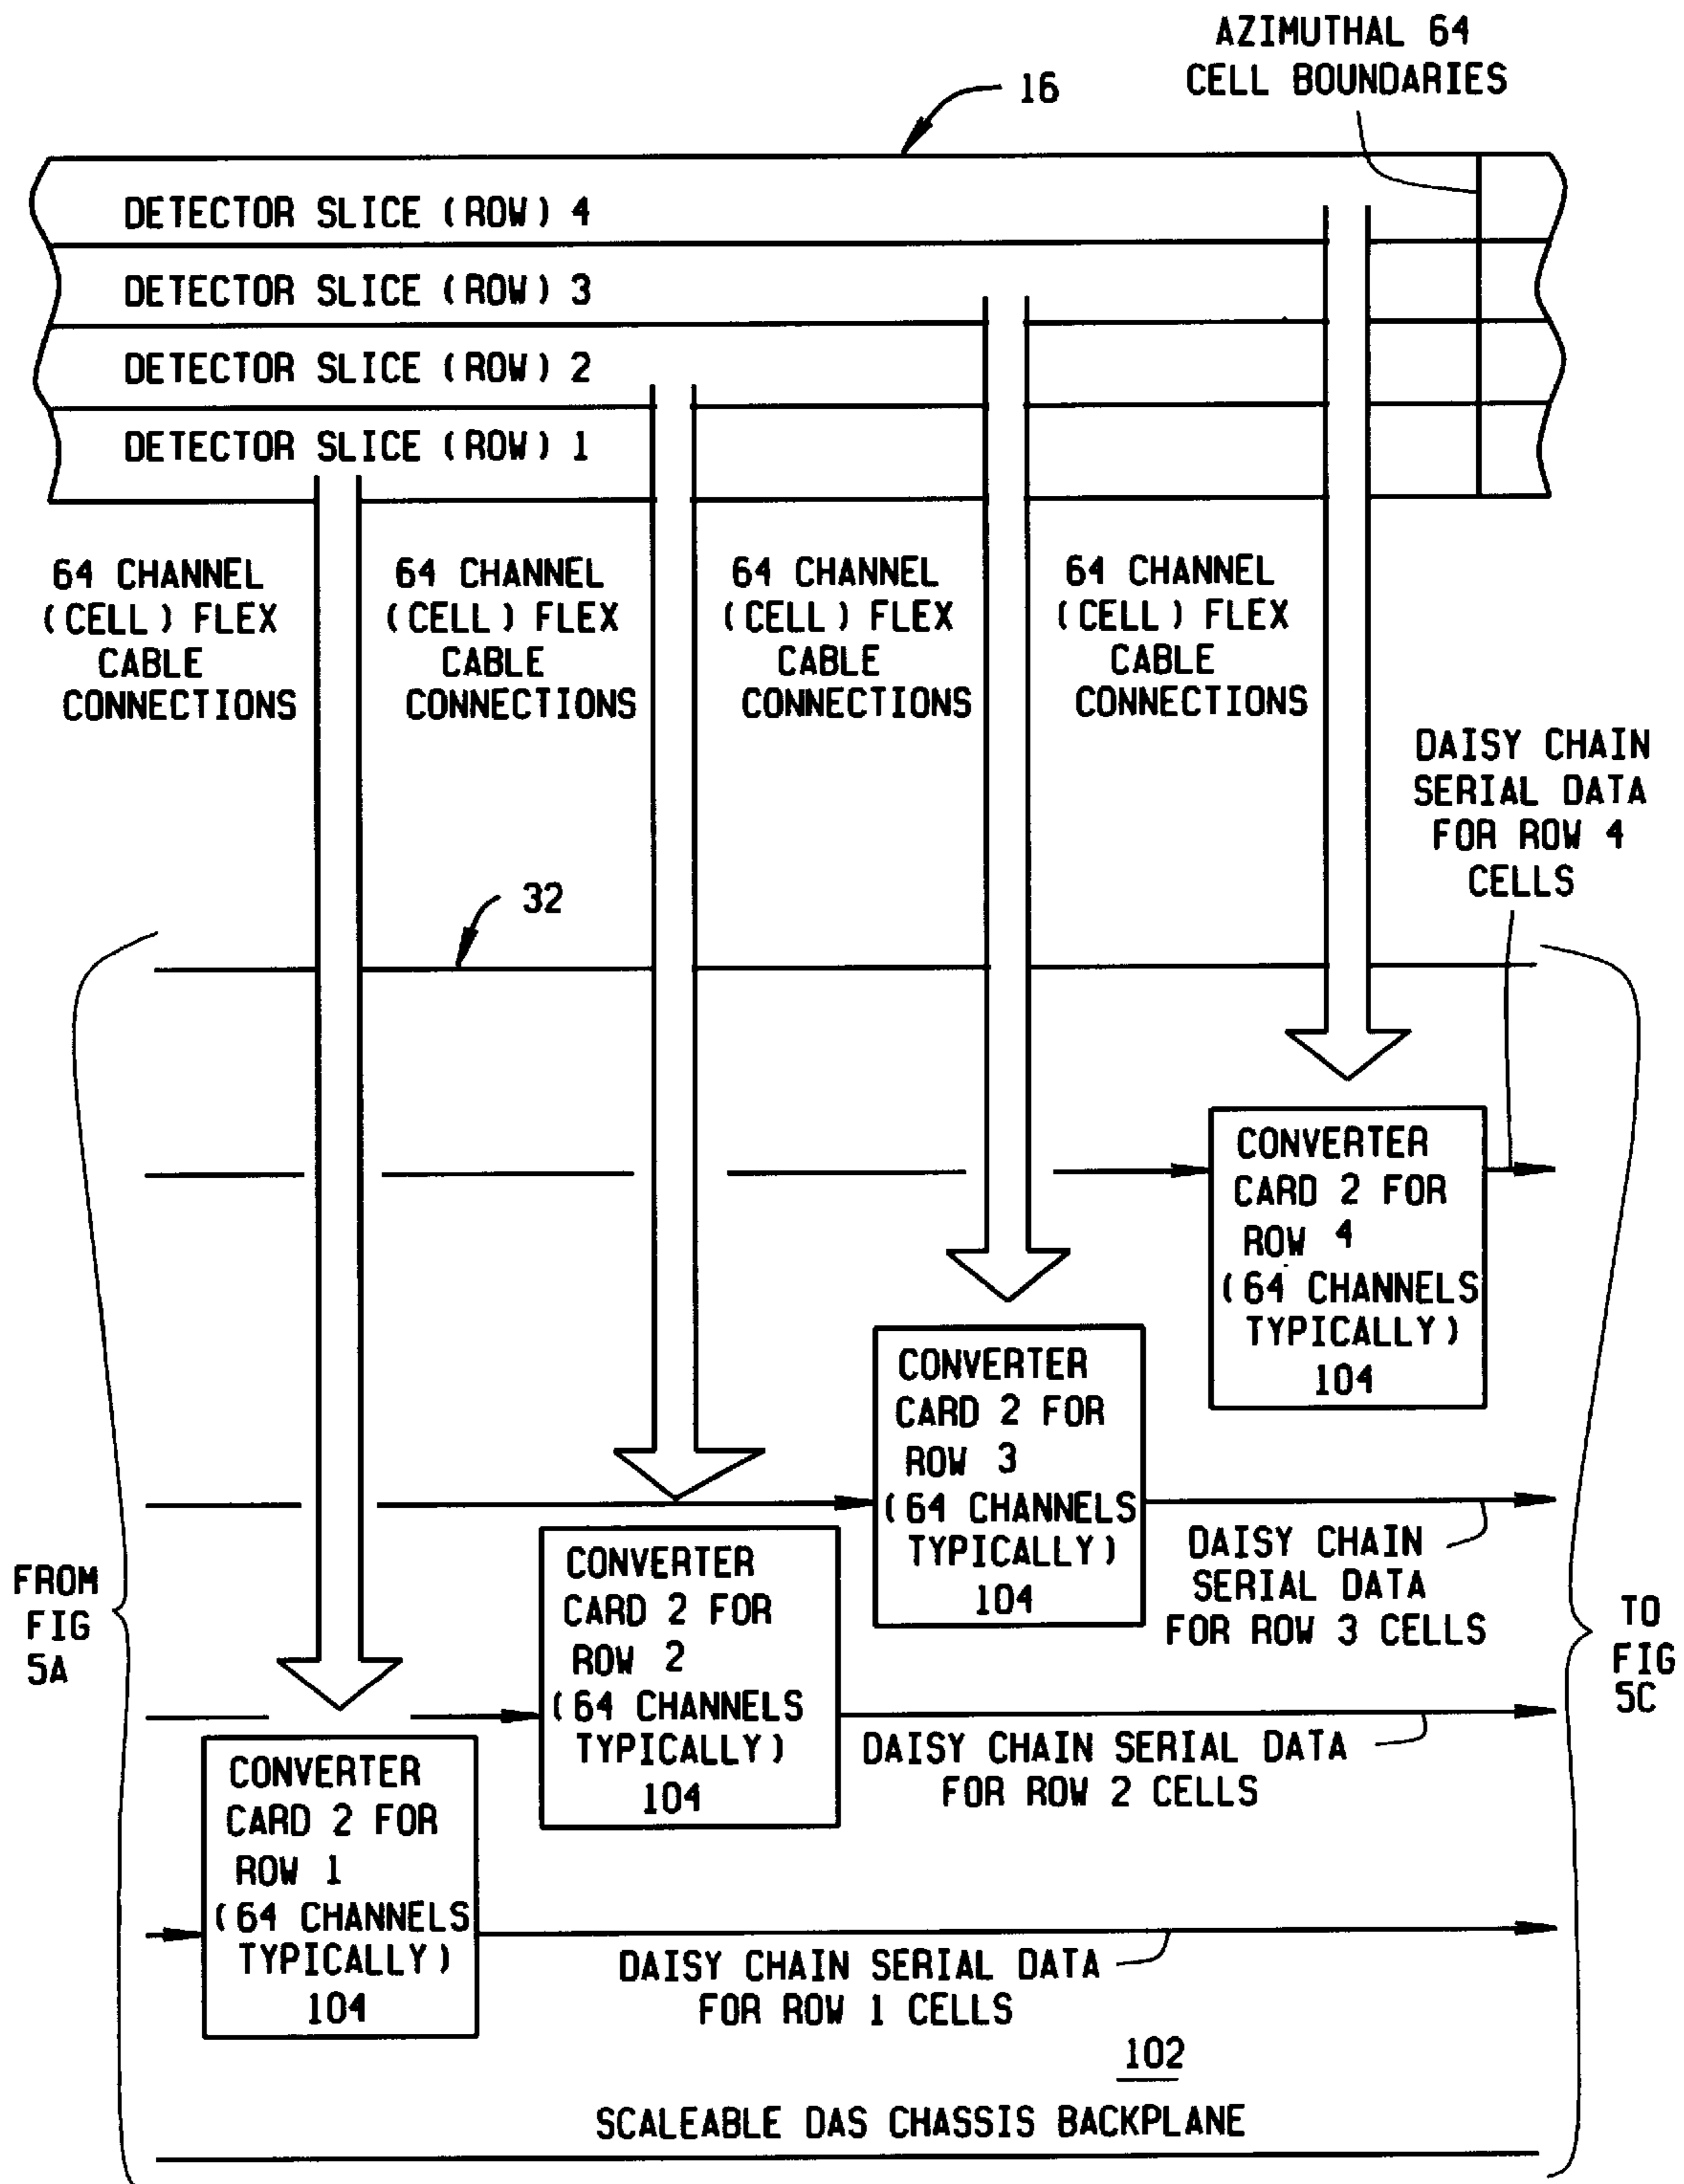 AZIMUTHAL 64
CELL BOUNDARIES
16
DETECTOR SLICE (ROW) 4
DETECTOR SLICE (ROW) 3
DETECTOR SLICE (ROW) 2
DETECTOR SLICE (ROW) 1
64 CHANNEL
(CELL) FLEX
CABLE
CONNECTIONS
64 CHANNEL
(CELL) FLEX
CABLE
CONNECTIONS
64 CHANNEL
(CELL) FLEX
CABLE
CONNECTIONS
64 CHANNEL
(CELL) FLEX
CABLE
CONNECTIONS
DAISY CHAIN
SERIAL DATA
FOR ROW 4
CELLS
32
CONVERTER
CARD 2 FOR
ROW 4
(64 CHANNELS
TYPICALLY)
104
CONVERTER
CARD 2 FOR
ROW 3
(64 CHANNELS
TYPICALLY)
104
DAISY CHAIN
SERIAL DATA
FOR ROW 3 CELLS
FROM
FIG
5A
TO
FIG
5C
CONVERTER
CARD 2 FOR
ROW 2
(64 CHANNELS
TYPICALLY)
104
DAISY CHAIN SERIAL DATA
FOR ROW 2 CELLS
CONVERTER
CARD 2 FOR
ROW 1
(64 CHANNELS
TYPICALLY)
104
DAISY CHAIN SERIAL DATA
FOR ROW 1 CELLS
102
SCALEABLE DAS CHASSIS BACKPLANE